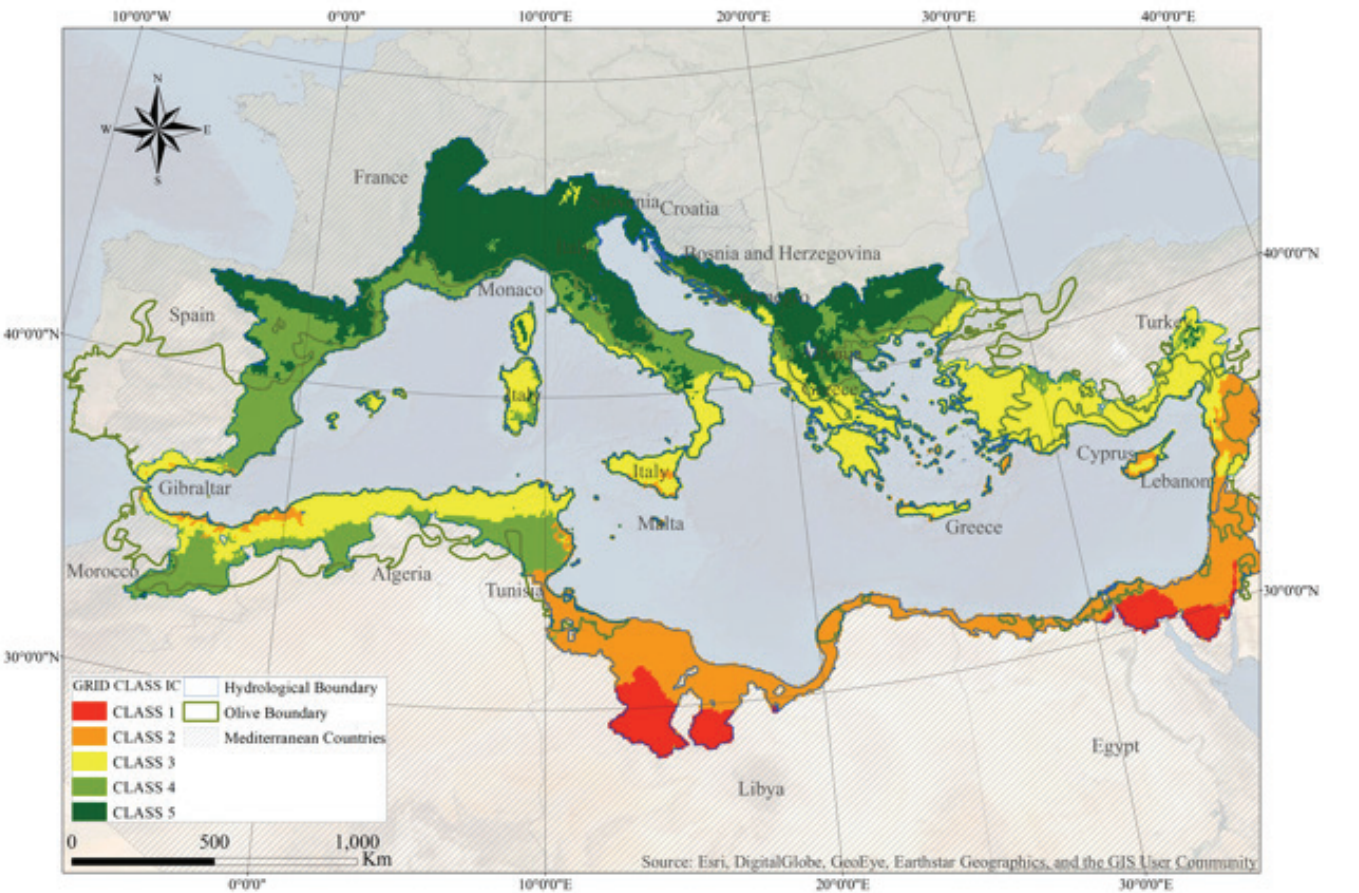 10°0'0"W 0°0'0" 10°0'0"E 20°0'0"E 30°0'0"E 40°0'0"E
N
W E
S
France
Croatia
Bosnia and Herzegovina
40°0'0"N
Monaco
Spain
Turkey
40°0'0"N
Italy
Greece
Cyprus
Italy
Lebanon
Gibraltar
Malta
Greece
Morocco
Algeria
Tunisia
30°0'0"N
30°0'0"N
GRID CLASS IC
CLASS 1
CLASS 2
CLASS 3
CLASS 4
CLASS 5
Hydrological Boundary
Olive Boundary
Mediterranean Countries
Egypt
Libya
0 500 1,000
Km
Source: Esri, DigitalGlobe, GeoEye, Earthstar Geographics, and the GIS User Community
0°0'0" 10°0'0"E 20°0'0"E 30°0'0"E